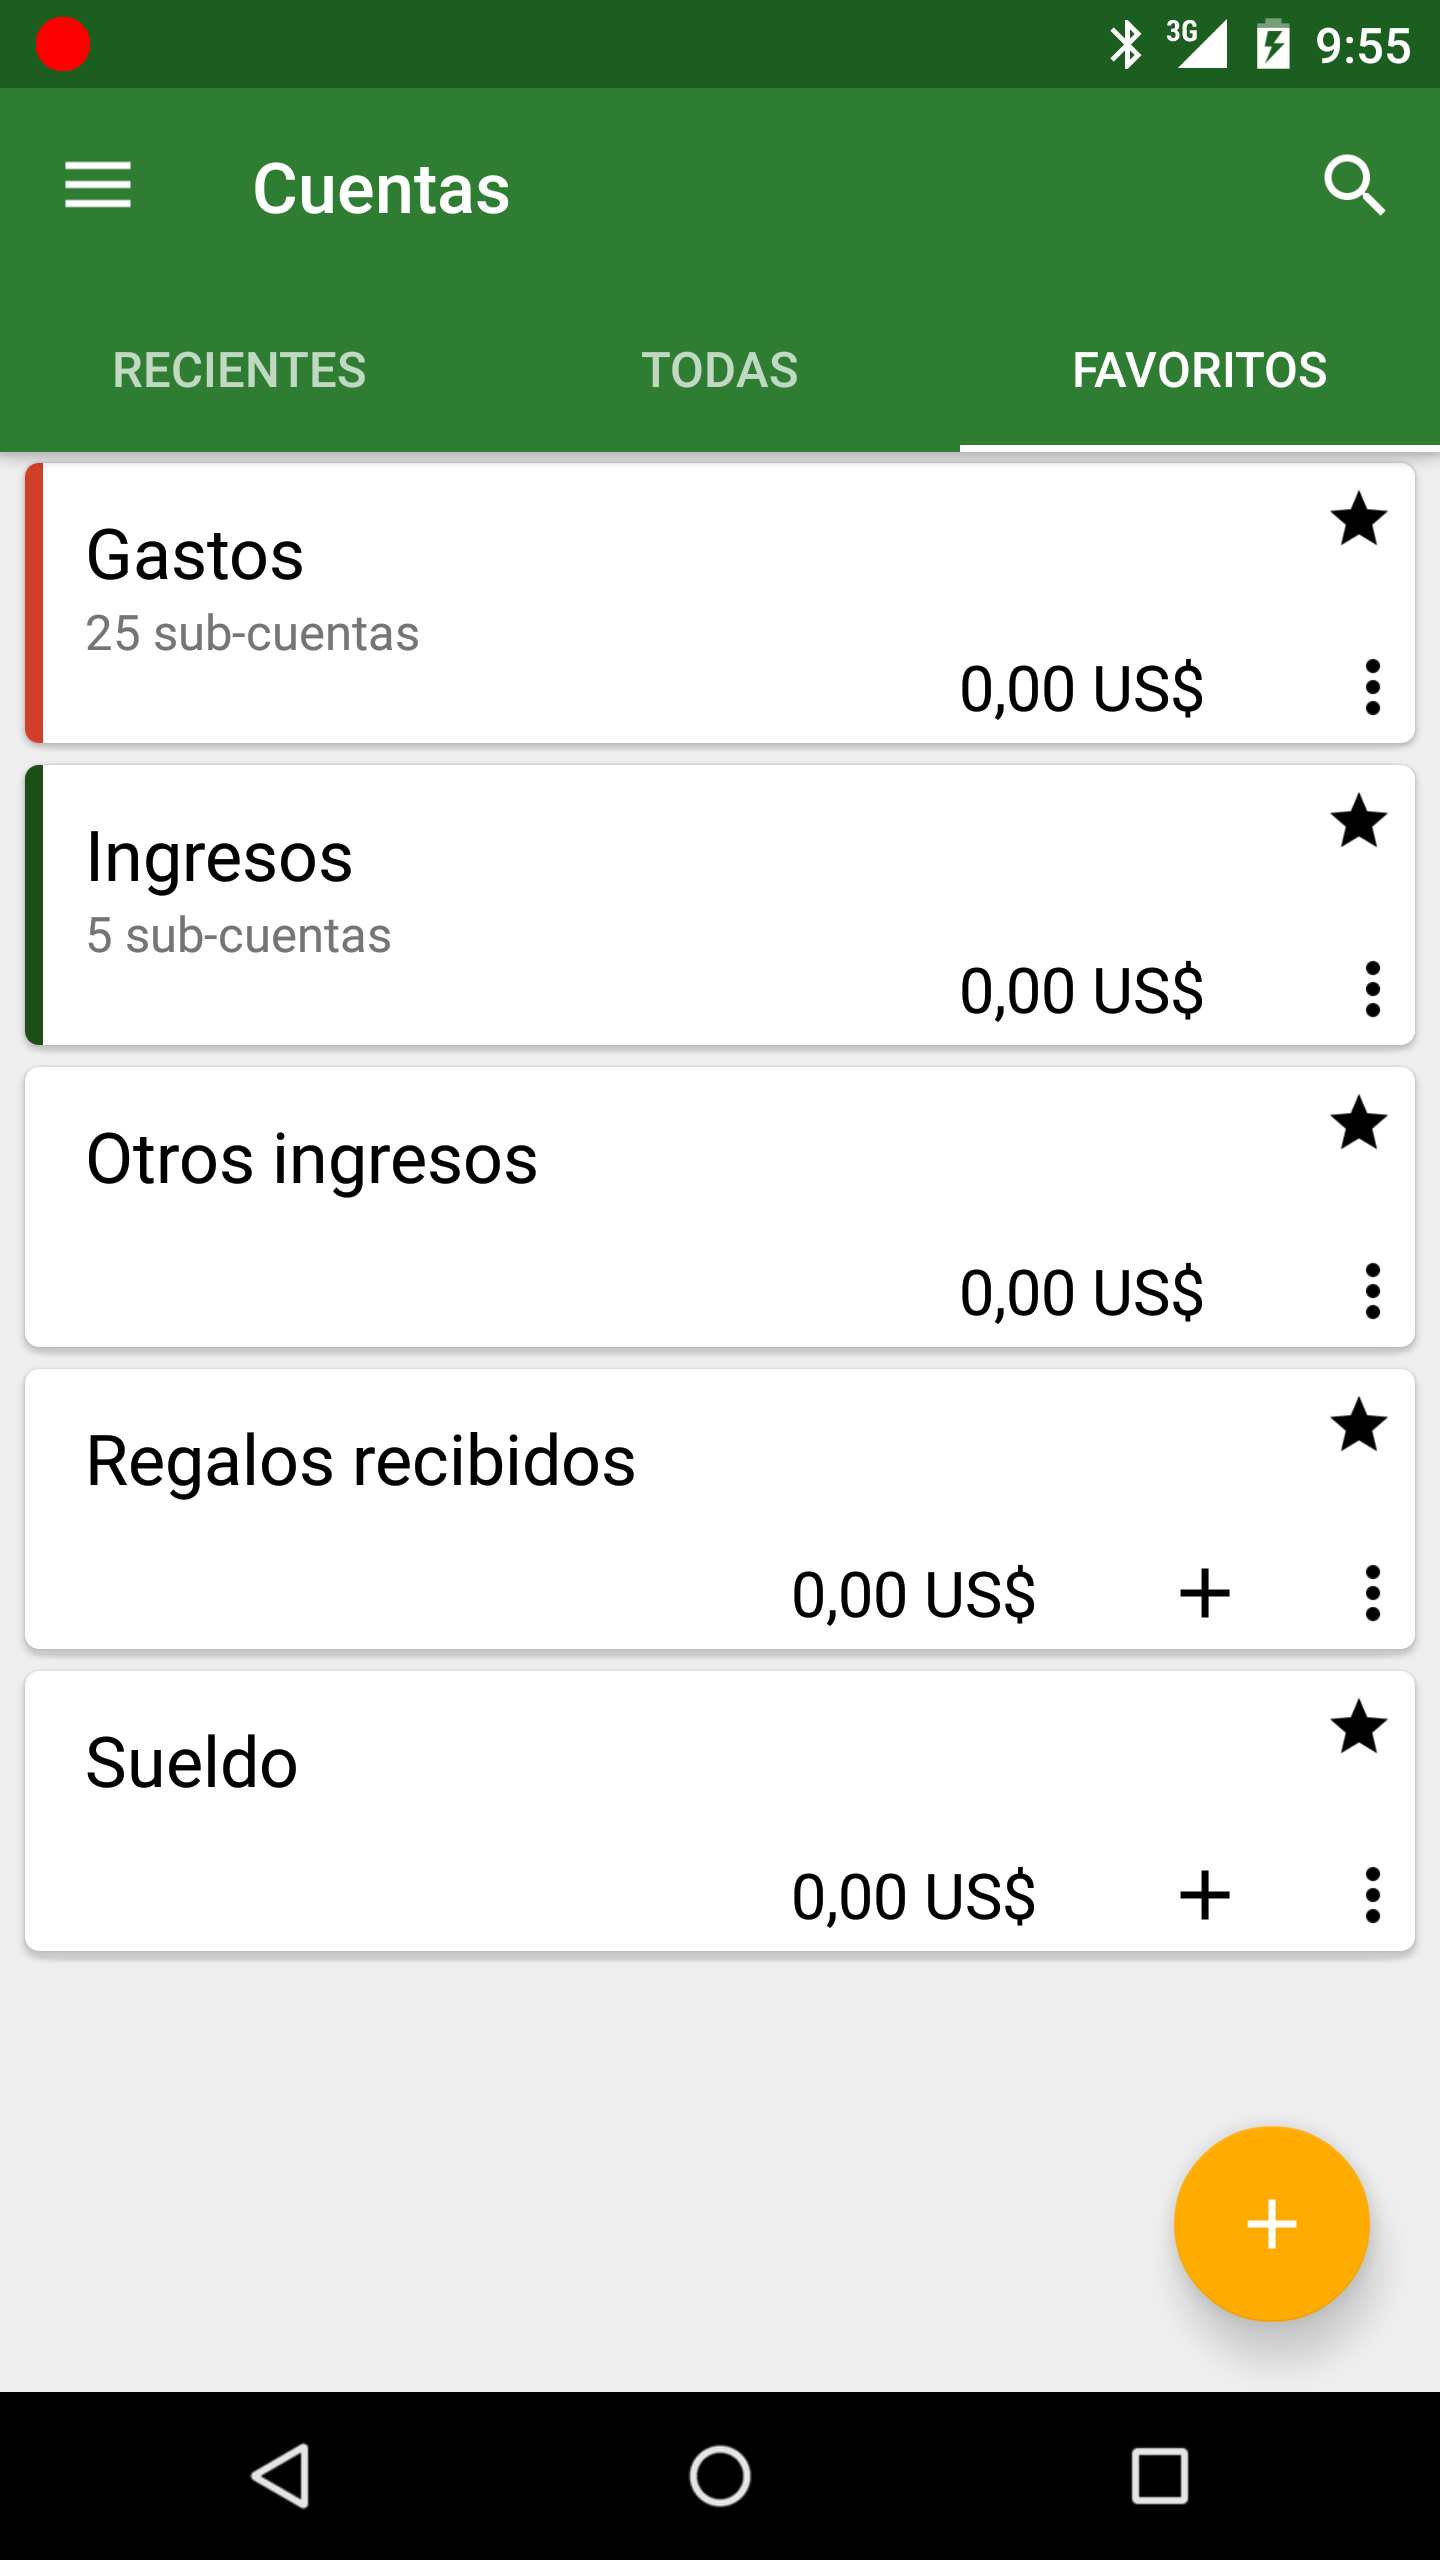 3G 9:55
Cuentas
RECIENTES TODAS FAVORITOS
Gastos
25 sub-cuentas
0,00 US$
Ingresos
5 sub-cuentas
0,00 US$
Otros ingresos
0,00 US$
Regalos recibidos
0,00 US$
Sueldo
0,00 US$